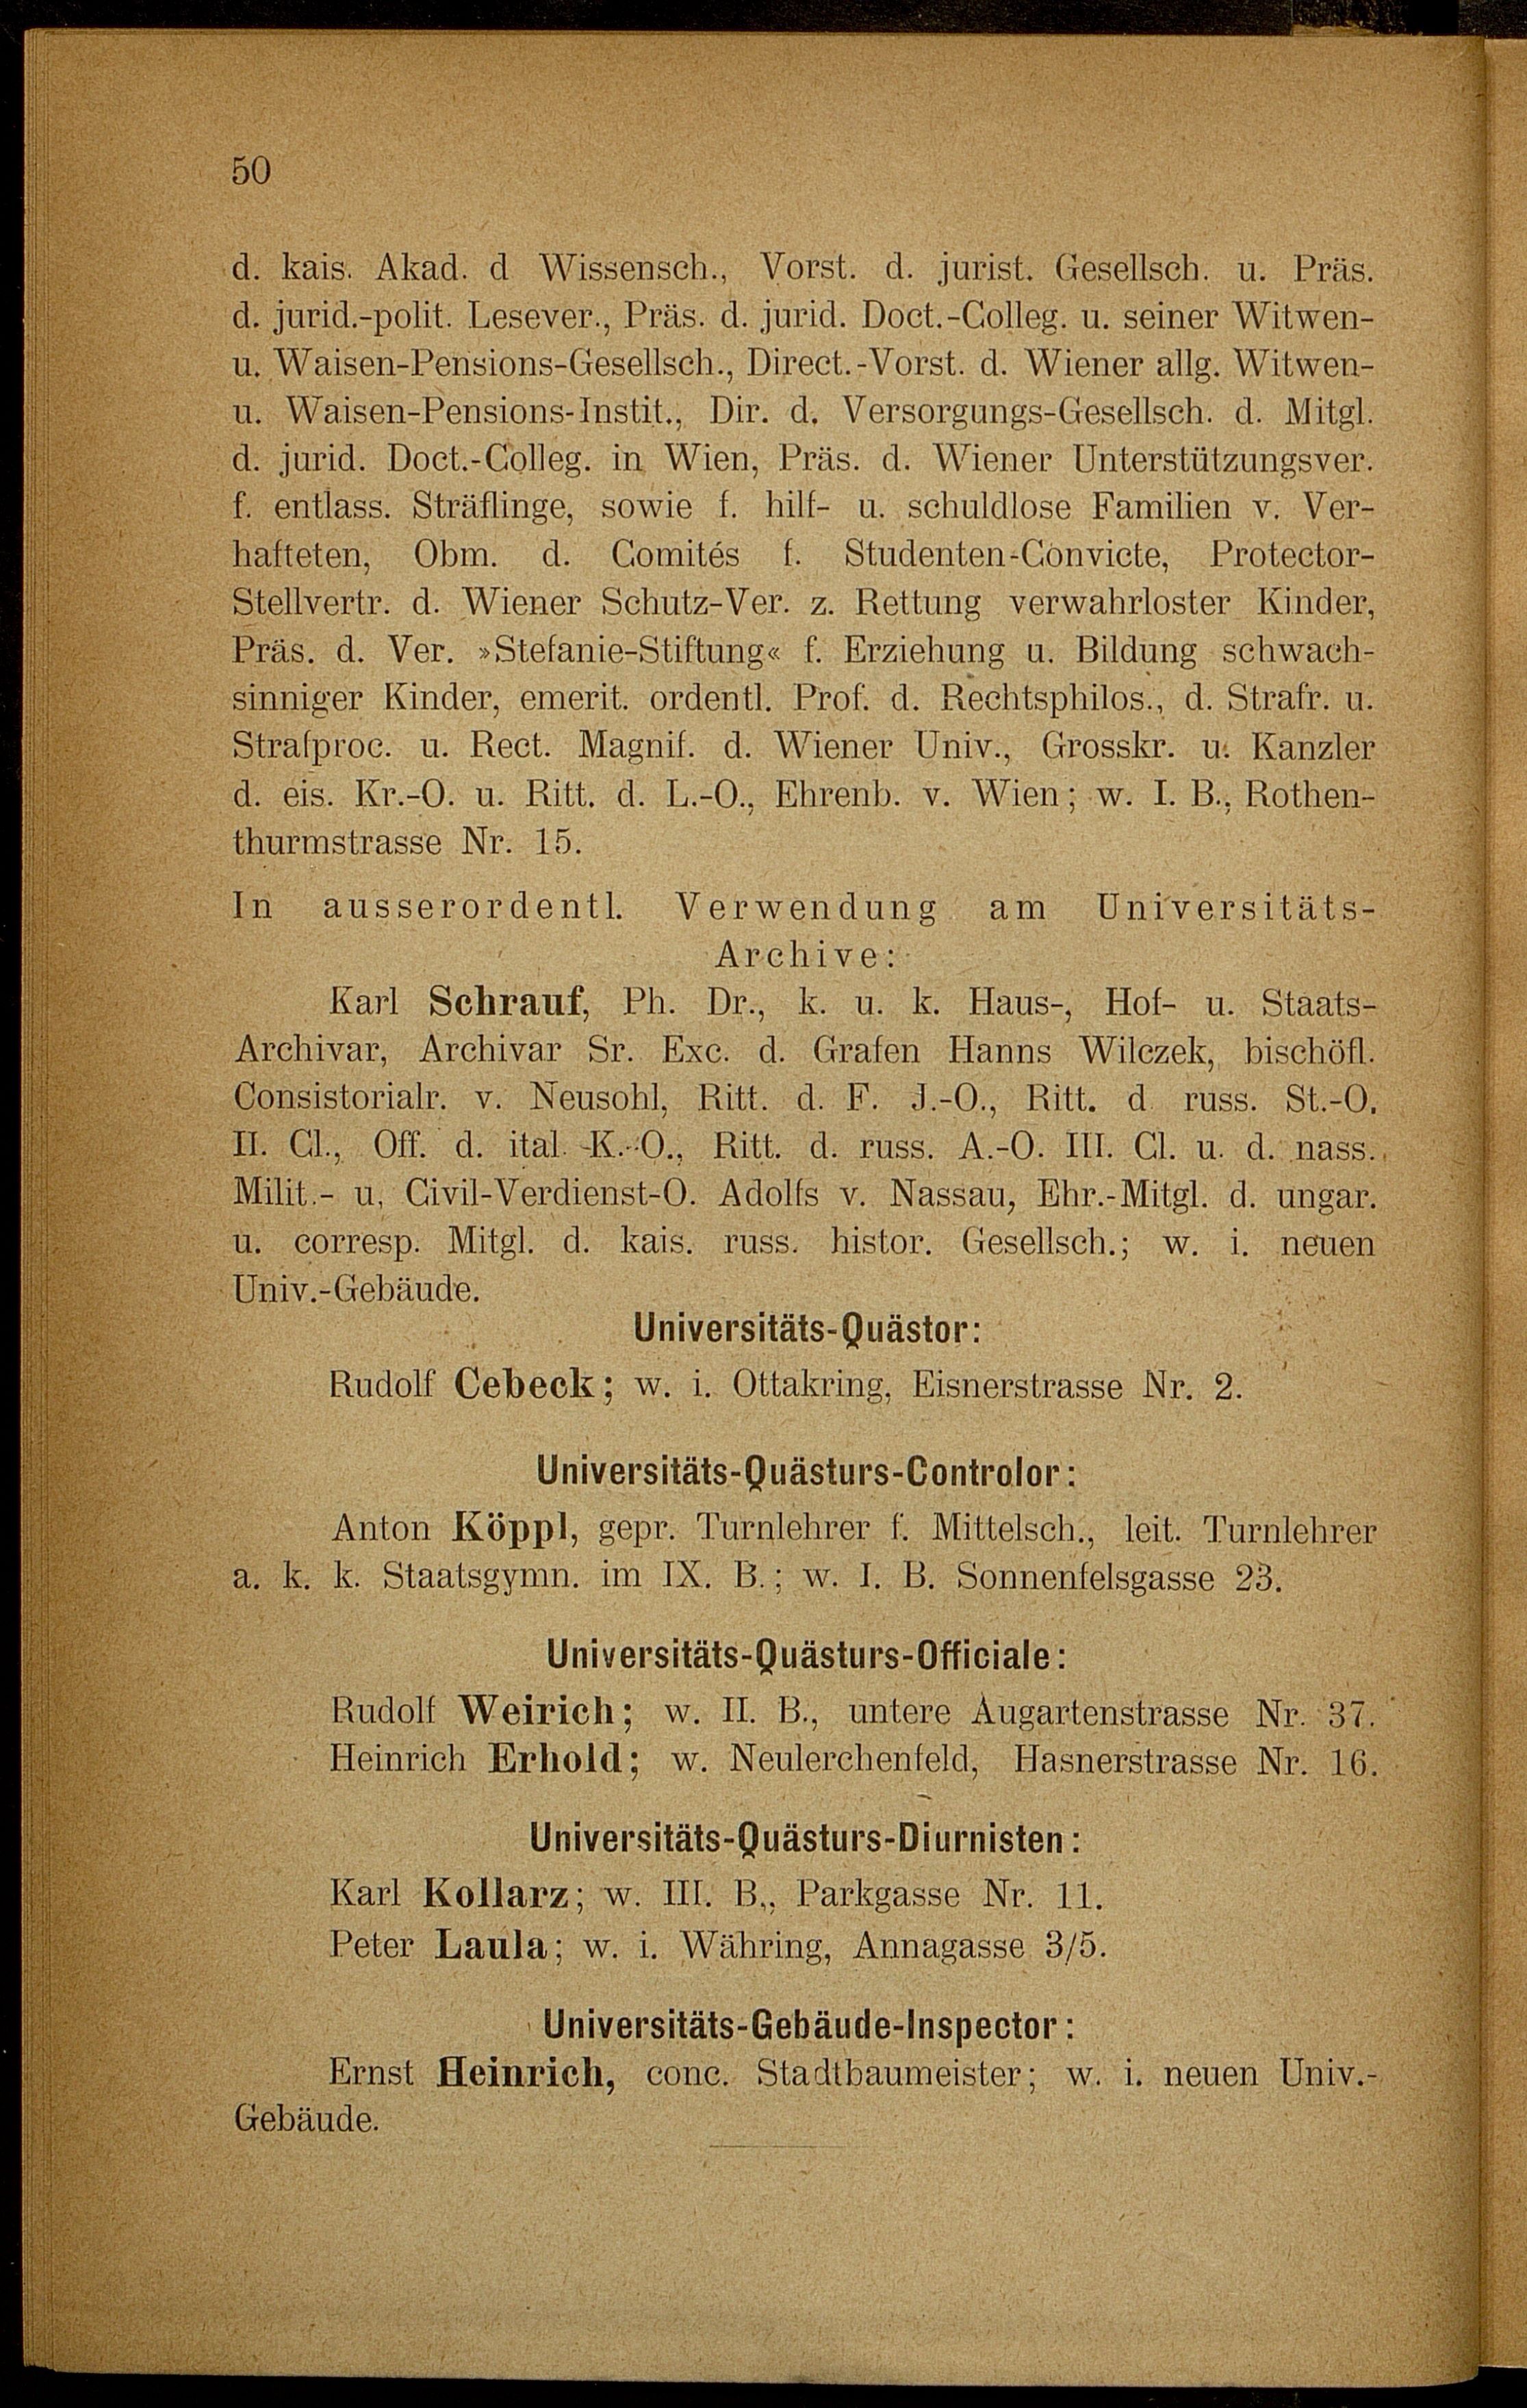 50
d. kais. Akad. d Wissensch., Vorst. d. jurist. Gesellsch. u. Präs.
d. jurid.-polit. Lesever., Präs. d. jurid. Doct.-Colleg. u. seiner Witwen-
u. Waisen-Pensions-Gesellsch., Direct.-Vorst. d. Wiener allg. Witwen-
u. Waisen-Pensions-Instit., Dir. d. Versorgungs-Gesellsch. d. Mitgl.
d. jurid. Doct.-Colleg. in Wien, Präs. d. Wiener Unterstützungsver.
f. entlass. Sträflinge, sowie f. hilf- u. schuldlose Familien v. Ver-
hafteten, Obm. d. Comités f. Studenten-Convicte, Protector-
Stellvertr. d. Wiener Schutz-Ver. z. Rettung verwahrloster Kinder,
Präs. d. Ver. »Stefanie-Stiftung« f. Erziehung u. Bildung schwach-
sinniger Kinder, emerit. ordentl. Prof. d. Rechtsphilos., d. Strafr. u.
Strafproc. u. Rect. Magnif. d. Wiener Univ., Grosskr. u. Kanzler
d. eis. Kr.-O. u. Ritt. d. L.-O., Ehrenb. v. Wien; w. I. B., Rothen-
thurmstrasse Nr. 15.
In ausserordentl. Verwendung am Universitäts-
Archive:
Karl Schrauf, Ph. Dr., k. u. k. Haus-, Hof- u. Staats-
Archivar, Archivar Sr. Exc. d. Grafen Hanns Wilczek, bischöfl.
Consistorialr. v. Neusohl, Ritt. d. F. J.-O., Ritt. d russ. St.-O.
II. Cl., Off. d. ital. K.-O., Ritt. d. russ. A.-O. III. Cl. u. d. nass.
Milit.- u. Civil-Verdienst-O. Adolfs v. Nassau, Ehr.-Mitgl. d. ungar.
u. corresp. Mitgl. d. kais. russ. histor. Gesellsch.; w. i. neuen
Univ.-Gebäude.
Universitäts-Quästor:
Rudolf Cebeck; w. i. Ottakring, Eisnerstrasse Nr. 2.
Universitäts-Quästurs-Controlor:
Anton Köppl, gepr. Turnlehrer f. Mittelsch., leit. Turnlehrer
a. k. k. Staatsgymn. im IX. B.; w. I. B. Sonnenfelsgasse 23.
Universitäts-Quästurs-Officiale:
Rudolf Weirich; w. II. B., untere Augartenstrasse Nr. 37.
Heinrich Erhold; w. Neulerchenfeld, Hasnerstrasse Nr. 16.
Universitäts-Quästurs-Diurnisten:
Karl Kollarz; w. III. B., Parkgasse Nr. 11.
Peter Laula; w. i. Währing, Annagasse 3/5.
Universitäts-Gebäude-Inspector:
Ernst Heinrich, conc. Stadtbaumeister; w. i. neuen Univ.-
Gebäude.